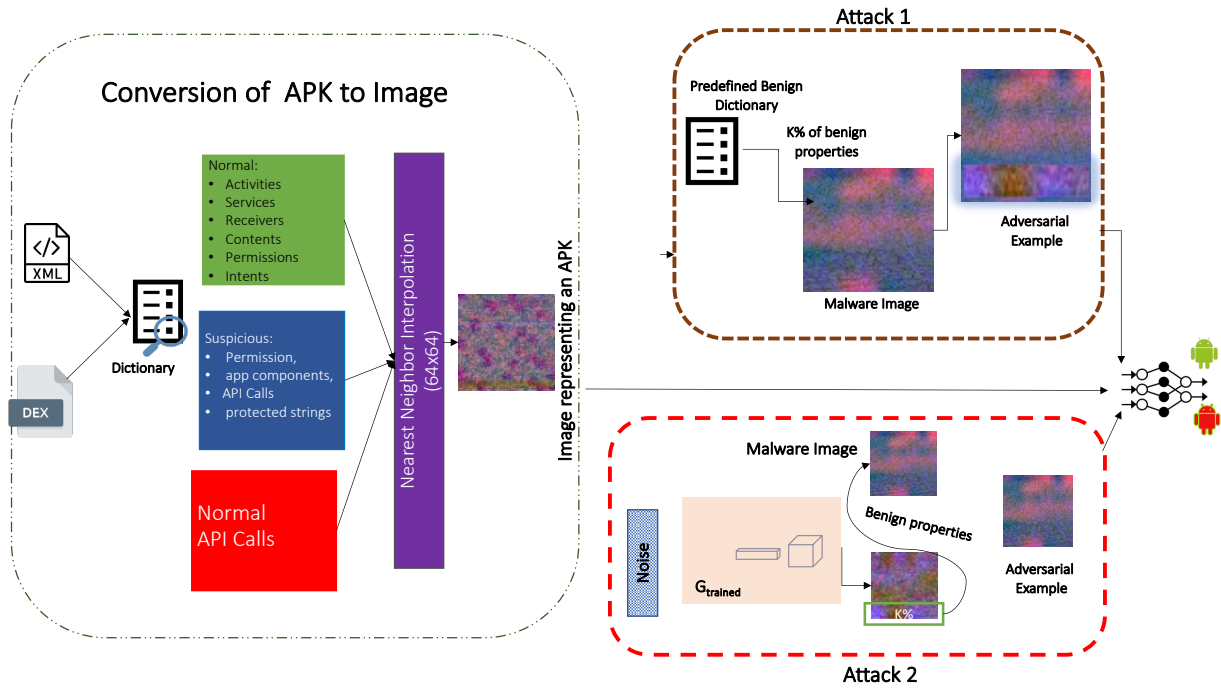 Conversion of APK to Image
XML
DEX
Dictionary
Normal:
• Activities
• Services
• Receivers
• Contents
• Permissions
• Intents
Suspicious:
• Permission,
• app components,
• API Calls
• protected strings
Normal
API Calls
Nearest Neighbor Interpolation
(64x64)
Image representing an APK
Attack 1
Predefined Benign
Dictionary
K% of benign
properties
Malware Image
Adversarial
Example
Malware Image
Benign properties
Noise
Gtrained
K%
Adversarial
Example
Attack 2